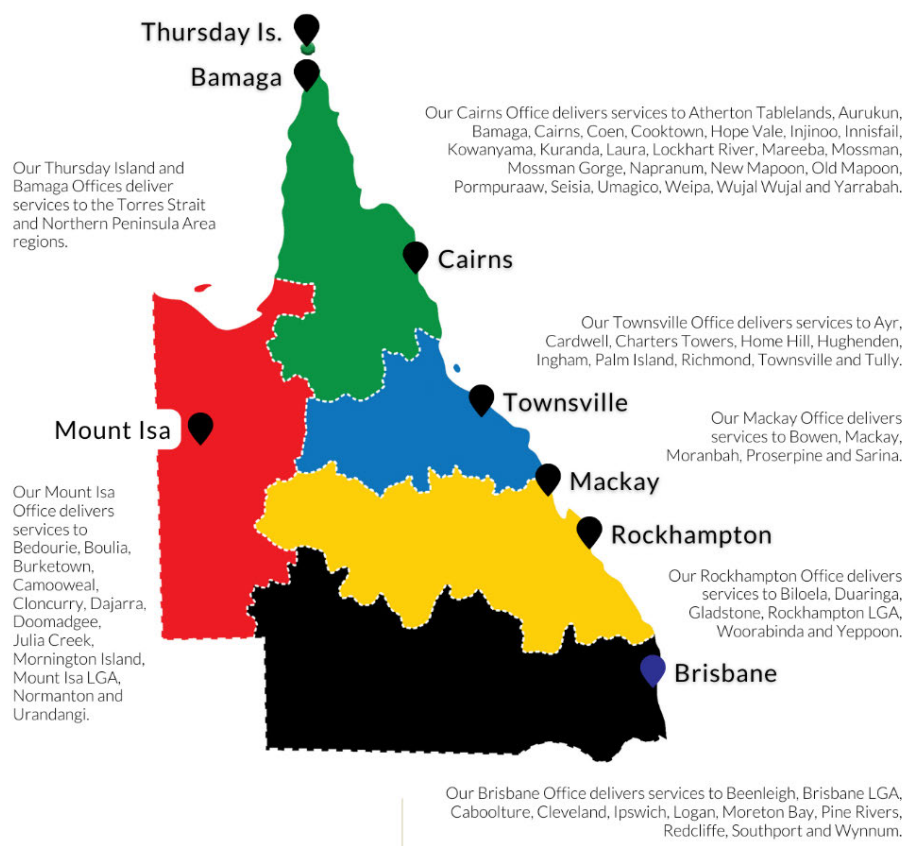 Thursday Is.
Bamaga
Our Cairns Office delivers services to Atherton Tablelands, Aurukun,
Bamaga, Cairns, Coen, Cooktown, Hope Vale, Injinoo, Innisfail,
Kowanyama, Kuranda, Laura, Lockhart River, Mareeba, Mossman,
Mossman Gorge, Napranum, New Mapoon, Old Mapoon,
Pormpuraaw, Seisia, Umagico, Weipa, Wujal Wujal and Yarrabah.
Our Thursday Island and
Bamaga Offices deliver
services to the Torres Strait
and Northern Peninsula Area
regions.
Cairns
Our Townsville Office delivers services to Ayr,
Cardwell, Charters Towers, Home Hill, Hughenden,
Ingham, Palm Island, Richmond, Townsville and Tully.
Townsville
Mount Isa
Our Mackay Office delivers
services to Bowen, Mackay,
Moranbah, Proserpine and Sarina.
Mackay
Our Mount Isa
Office delivers
services to
Bedourie, Boulia,
Burketown,
Camooweal,
Cloncurry, Dajarra,
Doomadgee,
Julia Creek,
Mornington Island,
Mount Isa LGA,
Normanton and
Urandangi.
Rockhampton
Our Rockhampton Office delivers
services to Biloela, Duaringa,
Gladstone, Rockhampton LGA,
Woorabinda and Yeppoon.
Brisbane
Our Brisbane Office delivers services to Beenleigh, Brisbane LGA,
Caboolture, Cleveland, Ipswich, Logan, Moreton Bay, Pine Rivers,
Redcliffe, Southport and Wynnum.